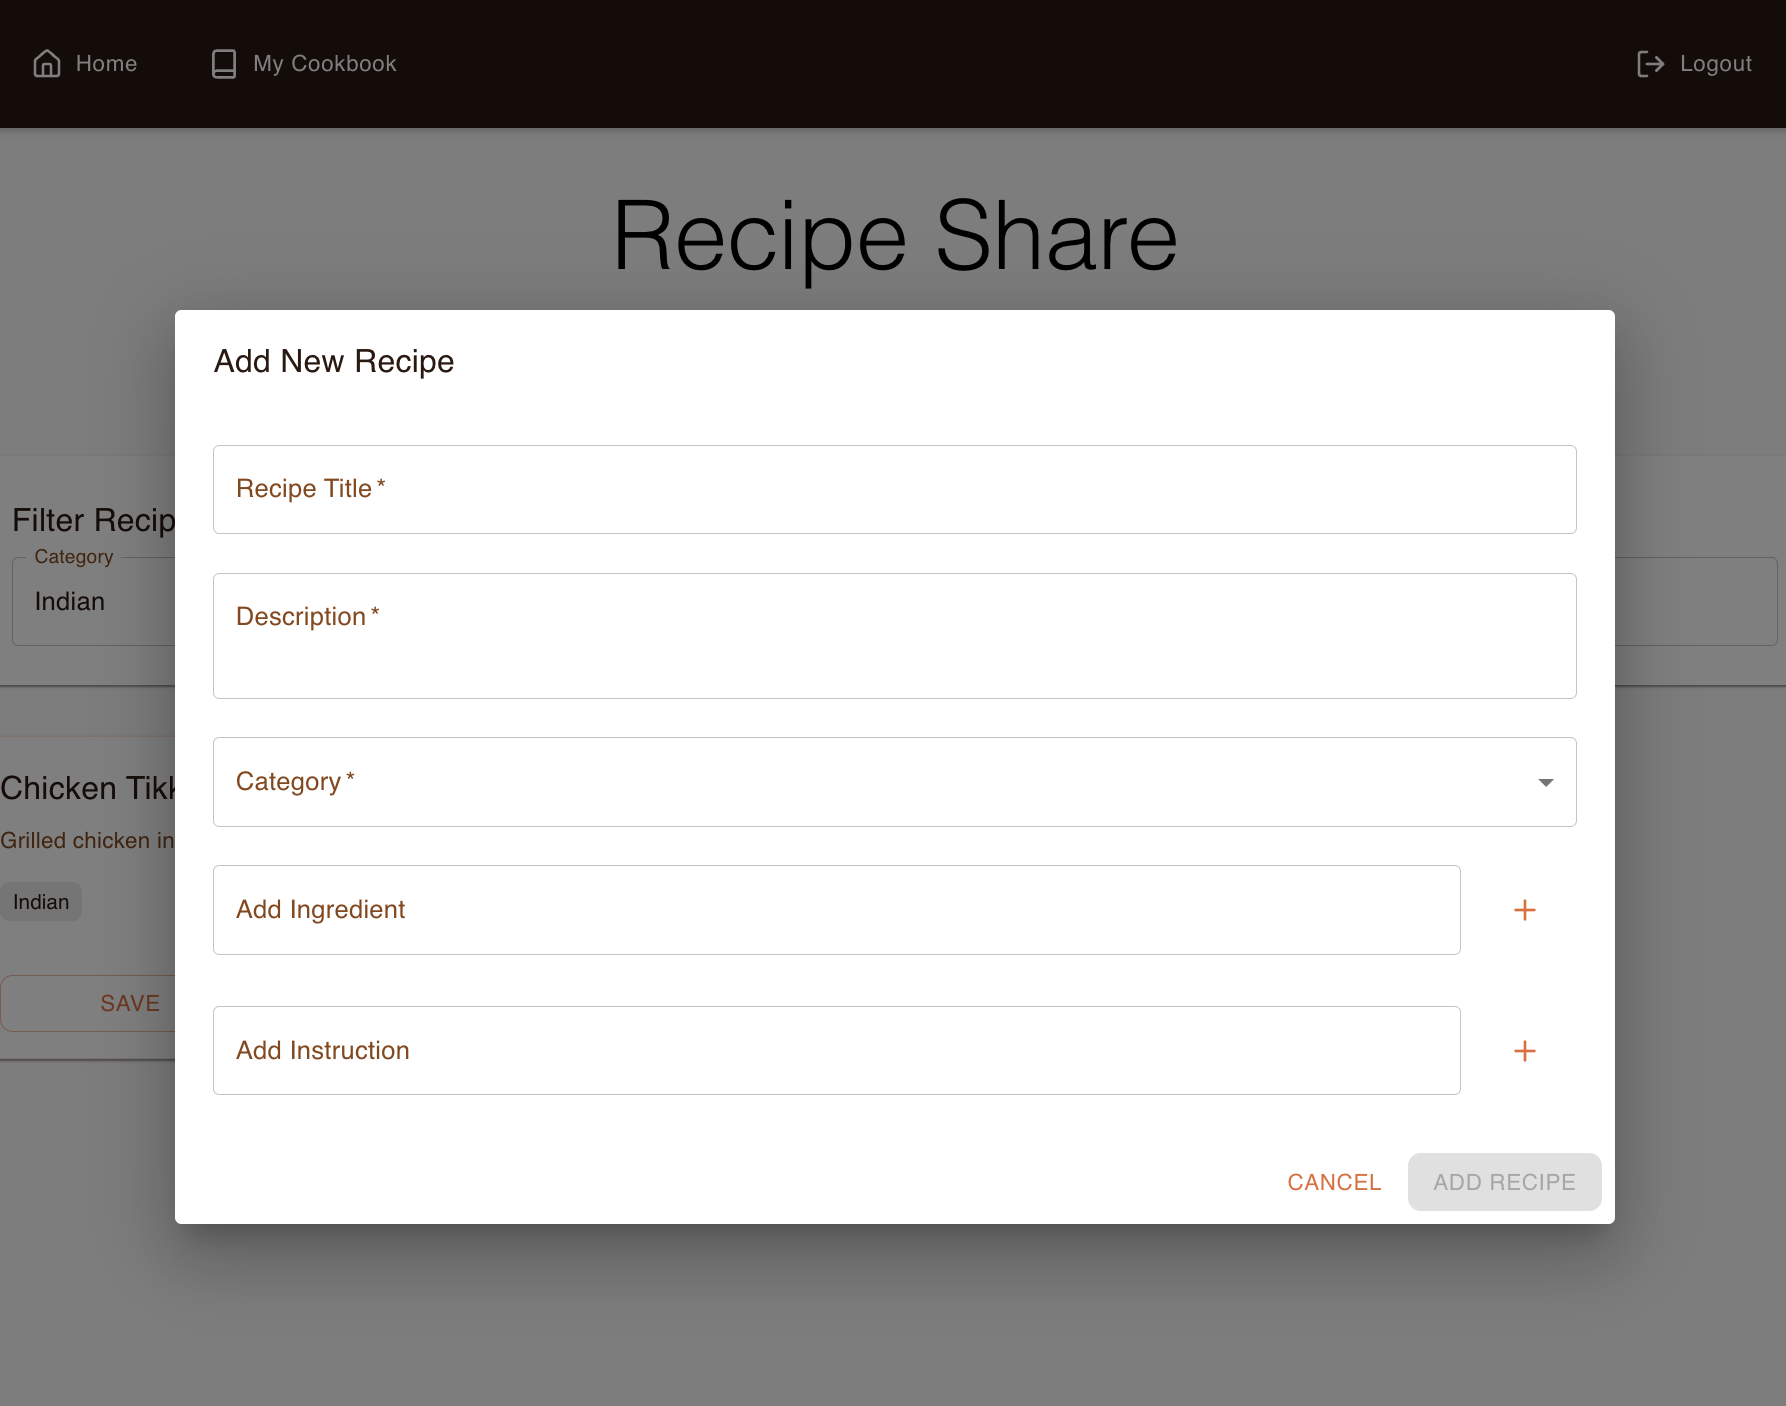 Home
My Cookbook
Logout
Recipe Share
Add New Recipe
Recipe Title *
Filter Recip
Category
Indian
Description *
Category *
Chicken Tikk
Grilled chicken in
Indian
Add Ingredient
SAVE
Add Instruction
CANCEL
ADD RECIPE